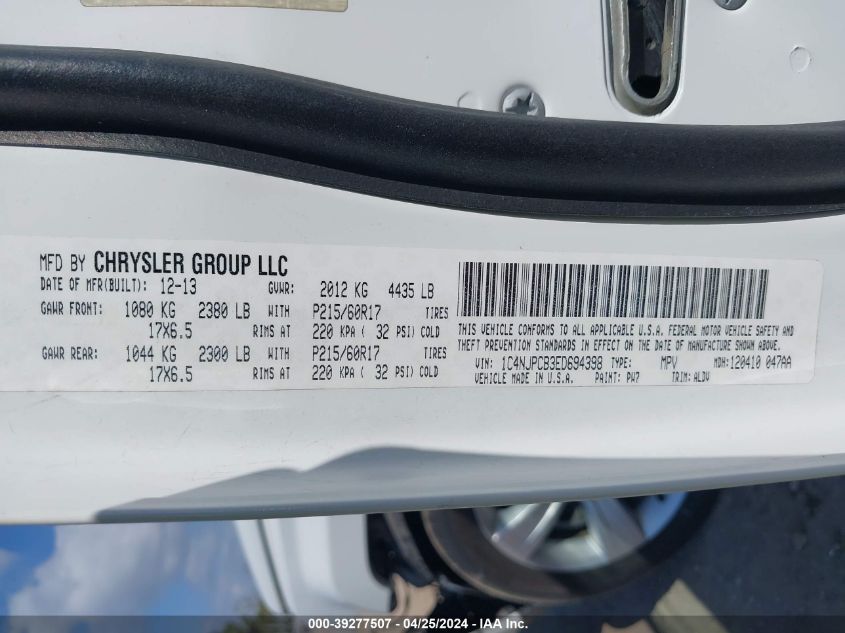 MFD BY CHRYSLER GROUP LLC
DATE OF MFR(BUILT): 12-13 GVWR: 2012 KG 4435 LB
GAWR FRONT: 1080 KG 2380 LB WITH P215/60R17 TIRES
17X6.5 RIMS AT 220 KPA ( 32 PSI) COLD
GAWR REAR: 1044 KG 2300 LB WITH P215/60R17 TIRES
17X6.5 RIMS AT 220 KPA ( 32 PSI) COLD
THIS VEHICLE CONFORMS TO ALL APPLICABLE U.S.A. FEDERAL MOTOR VEHICLE SAFETY AND
THEFT PREVENTION STANDARDS IN EFFECT ON THE DATE OF MANUFACTURE SHOWN ABOVE.
VIN: 1C4NJPCB3ED694398 TYPE: MPV MDH: 120410 047AA
VEHICLE MADE IN U.S.A. PAINT: PW7 TRIM: ALDV
000-39277507 - 04/25/2024 - IAA, Inc.